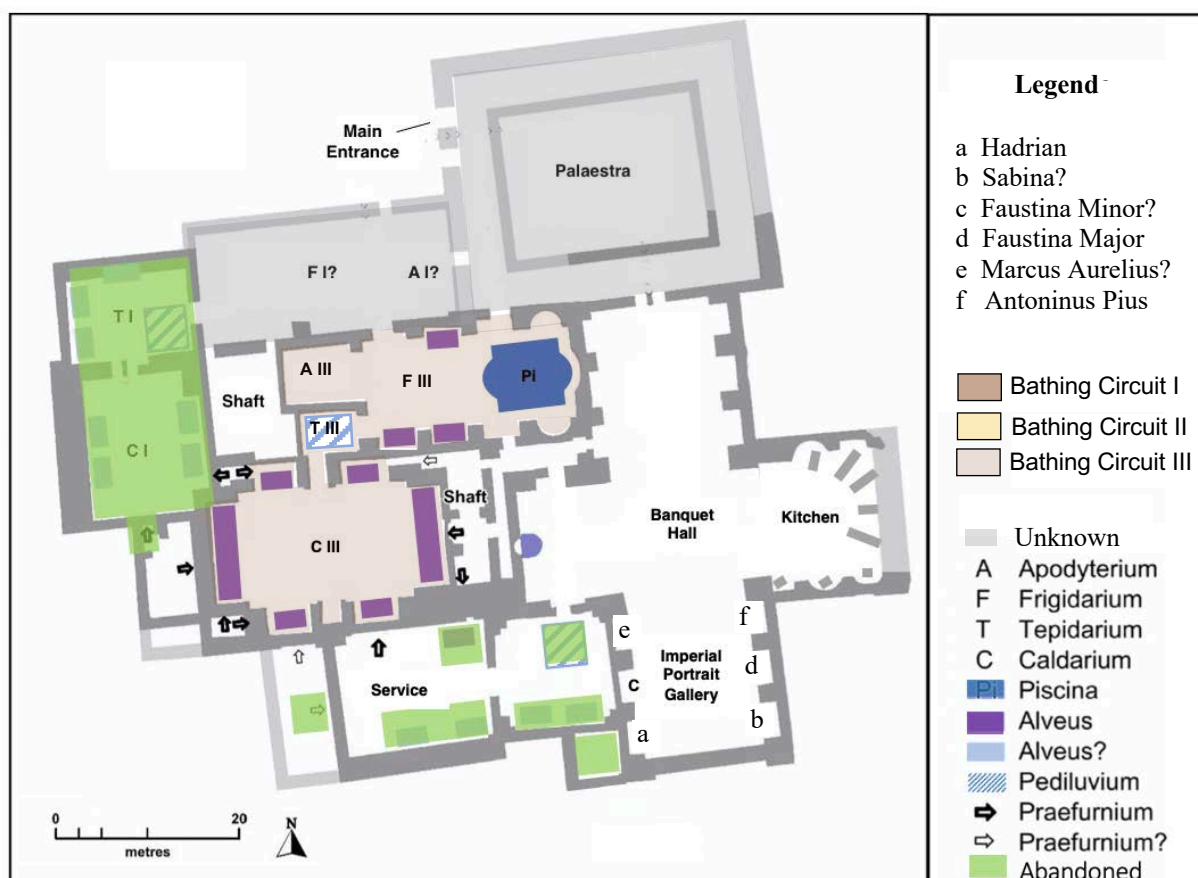 Main
Entrance
Palaestra
F I?
A I?
T I
A III
F III
Pi
Shaft
T III
C I
Shaft
C III
Banquet
Hall
Kitchen
e
f
Imperial
Portrait
Gallery
c
d
Service
a
b
0
20
metres
N
Legend
a Hadrian
b Sabina?
c Faustina Minor?
d Faustina Major
e Marcus Aurelius?
f Antoninus Pius
Bathing Circuit I
Bathing Circuit II
Bathing Circuit III
Unknown
A Apodyterium
F Frigidarium
T Tepidarium
C Caldarium
Pi Piscina
Alveus
Alveus?
Pediluvium
Praefurnium
Praefurnium?
Abandoned